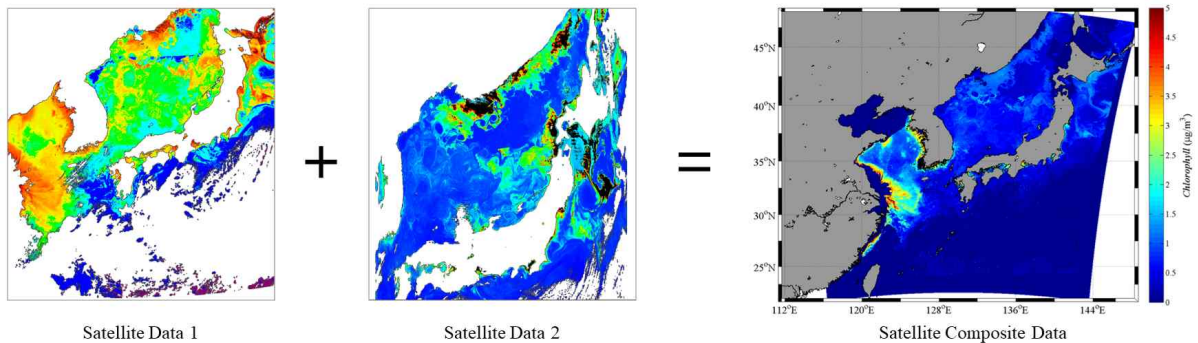 +
=
45°N
40°N
35°N
30°N
25°N
112°E
120°E
128°E
136°E
144°E
5
4.5
4
3.5
3
2.5
2
1.5
1
0.5
0
Chlorophyll (μg/m³)
Satellite Data 1
Satellite Data 2
Satellite Composite Data